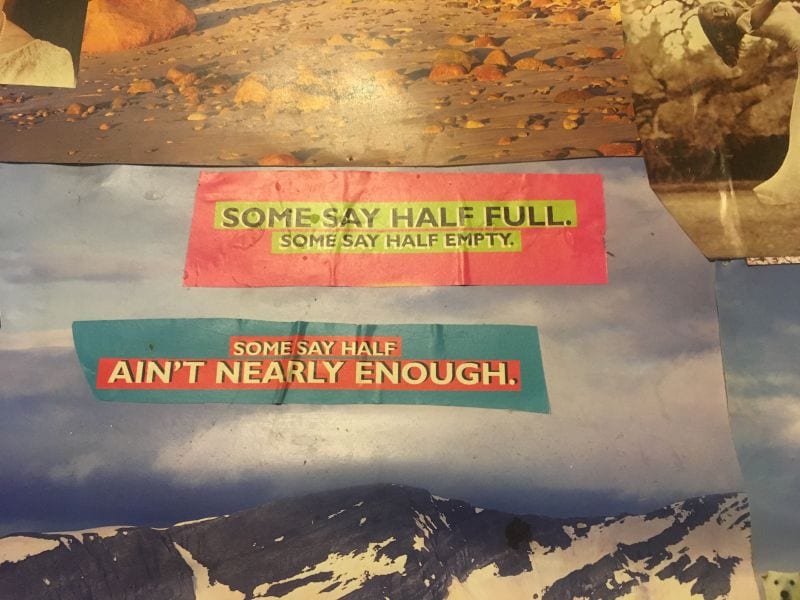 SOME SAY HALF FULL.
SOME SAY HALF EMPTY.
SOME SAY HALF
AIN'T NEARLY ENOUGH.